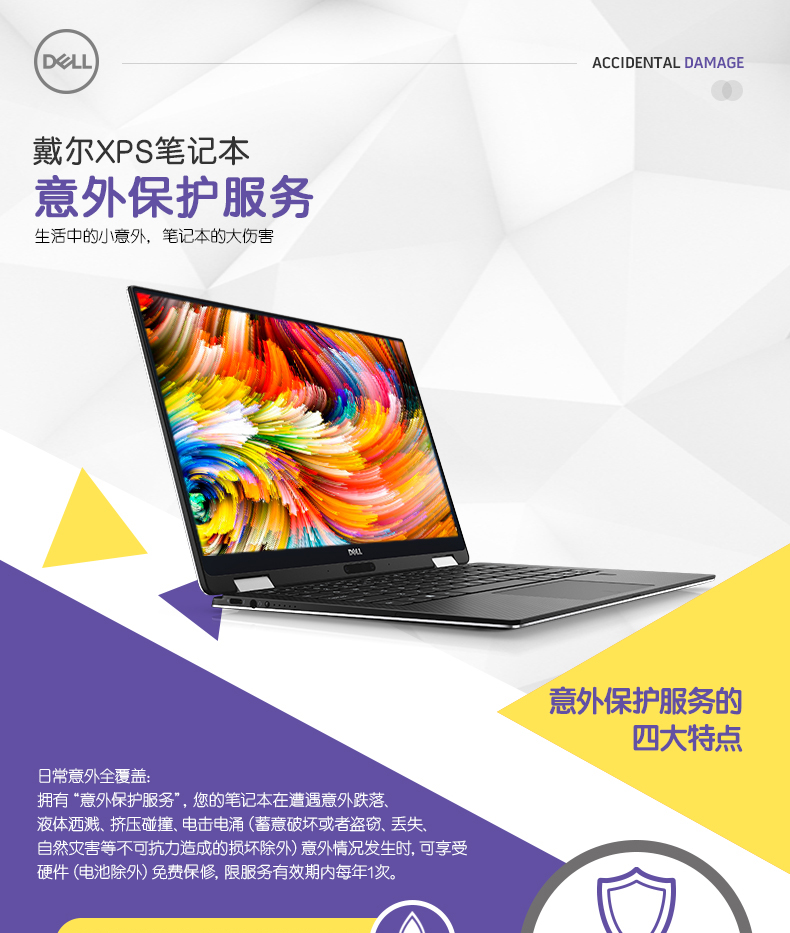 DELL
ACCIDENTAL DAMAGE
戴尔XPS笔记本
意外保护服务
生活中的小意外，笔记本的大伤害
DELL
意外保护服务的
四大特点
日常意外全覆盖：
拥有“意外保护服务”，您的笔记本在遭遇意外跌落、
液体洒溅、挤压碰撞、电击电涌（蓄意破坏或者盗窃、丢失、
自然灾害等不可抗力造成的损坏除外）意外情况发生时，可享受
硬件（电池除外）免费保修，限服务有效期内每年1次。